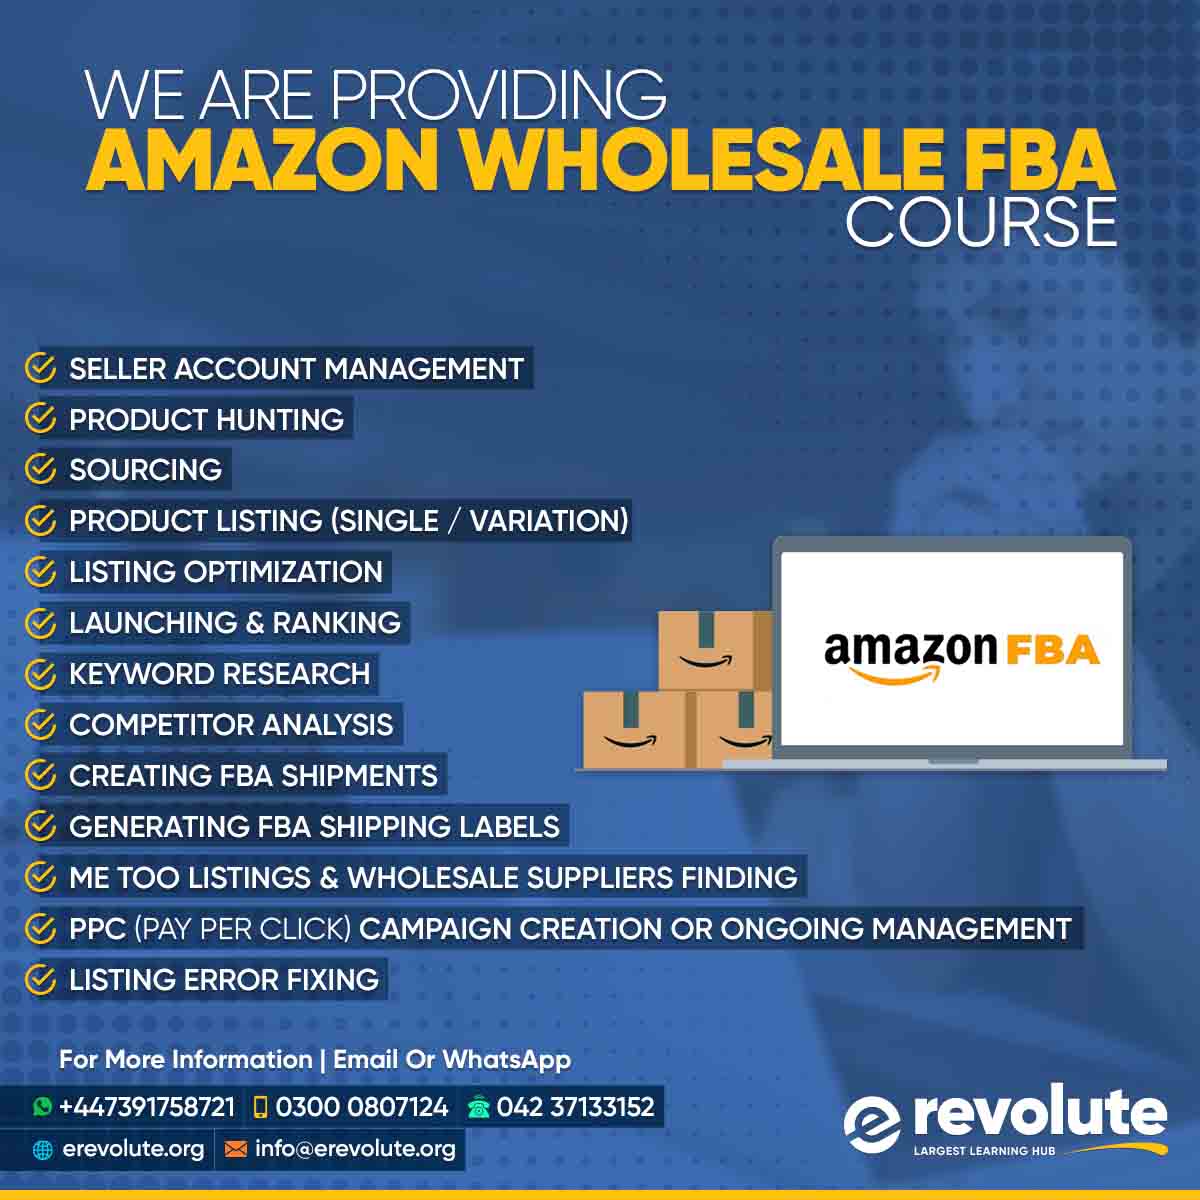 WE ARE PROVIDING
AMAZON WHOLESALE FBA
COURSE
SELLER ACCOUNT MANAGEMENT
PRODUCT HUNTING
SOURCING
PRODUCT LISTING (SINGLE / VARIATION)
LISTING OPTIMIZATION
LAUNCHING & RANKING
KEYWORD RESEARCH
COMPETITOR ANALYSIS
CREATING FBA SHIPMENTS
GENERATING FBA SHIPPING LABELS
ME TOO LISTINGS & WHOLESALE SUPPLIERS FINDING
PPC (PAY PER CLICK) CAMPAIGN CREATION OR ONGOING MANAGEMENT
LISTING ERROR FIXING
amazon FBA
For More Information | Email Or WhatsApp
+447391758721 0300 0807124 042 37133152
erevolute.org info@erevolute.org
e revolute
LARGEST LEARNING HUB